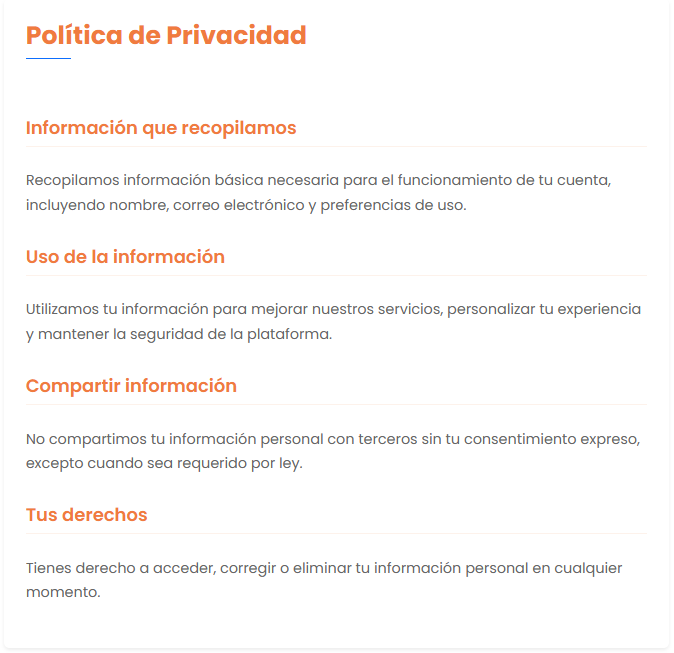 Política de Privacidad
Información que recopilamos
Recopilamos información básica necesaria para el funcionamiento de tu cuenta,
incluyendo nombre, correo electrónico y preferencias de uso.
Uso de la información
Utilizamos tu información para mejorar nuestros servicios, personalizar tu experiencia
y mantener la seguridad de la plataforma.
Compartir información
No compartimos tu información personal con terceros sin tu consentimiento expreso,
excepto cuando sea requerido por ley.
Tus derechos
Tienes derecho a acceder, corregir o eliminar tu información personal en cualquier
momento.